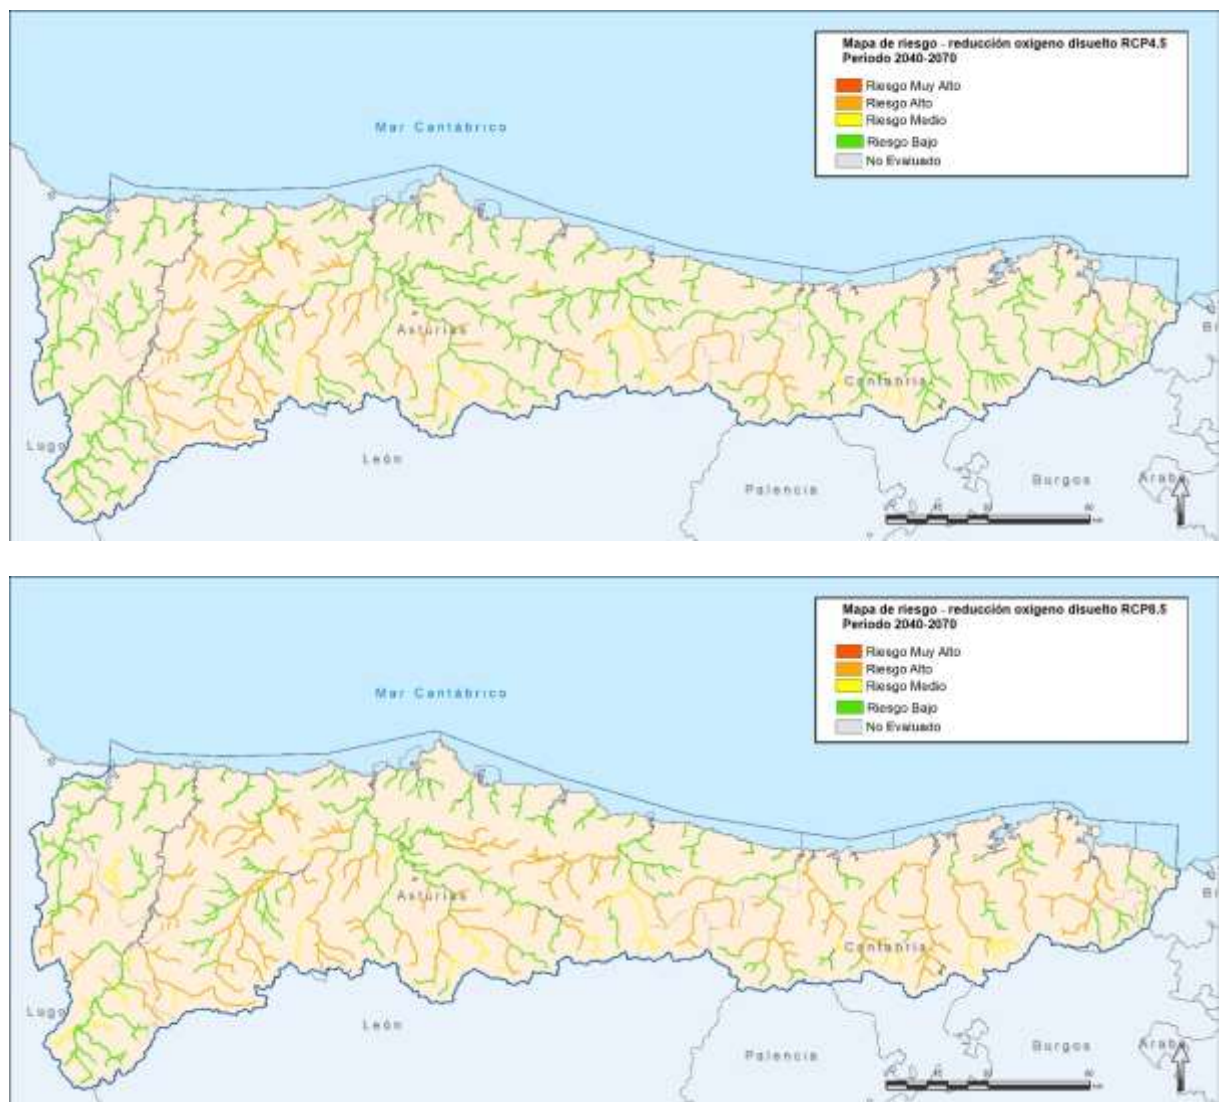 Mapa de riesgo - reducción oxigeno disuelto RCP4.5
Periodo 2040-2070
Riesgo Muy Alto
Riesgo Alto
Riesgo Medio
Riesgo Bajo
No Evaluado
Mar Cantábrico
Asturias
Cantabria
Lugo
León
Palencia
Burgos
Araba
Mapa de riesgo - reducción oxigeno disuelto RCP8.5
Periodo 2040-2070
Riesgo Muy Alto
Riesgo Alto
Riesgo Medio
Riesgo Bajo
No Evaluado
Mar Cantábrico
Asturias
Cantabria
Lugo
León
Palencia
Burgos
Araba